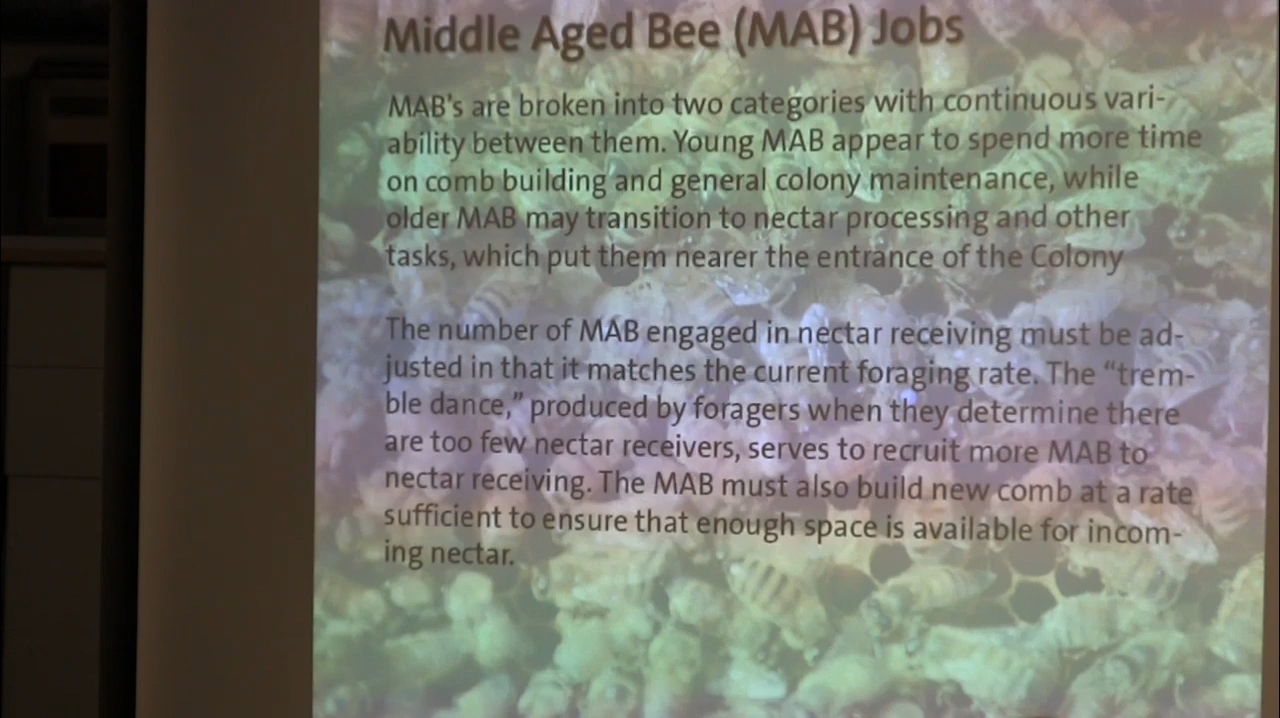 Middle Aged Bee (MAB) Jobs
MAB's are broken into two categories with continuous vari-
ability between them. Young MAB appear to spend more time
on comb building and general colony maintenance, while
older MAB may transition to nectar processing and other
tasks, which put them nearer the entrance of the Colony
The number of MAB engaged in nectar receiving must be ad-
justed in that it matches the current foraging rate. The “trem-
ble dance,” produced by foragers when they determine there
are too few nectar receivers, serves to recruit more MAB to
nectar receiving. The MAB must also build new comb at a rate
sufficient to ensure that enough space is available for incom-
ing nectar.